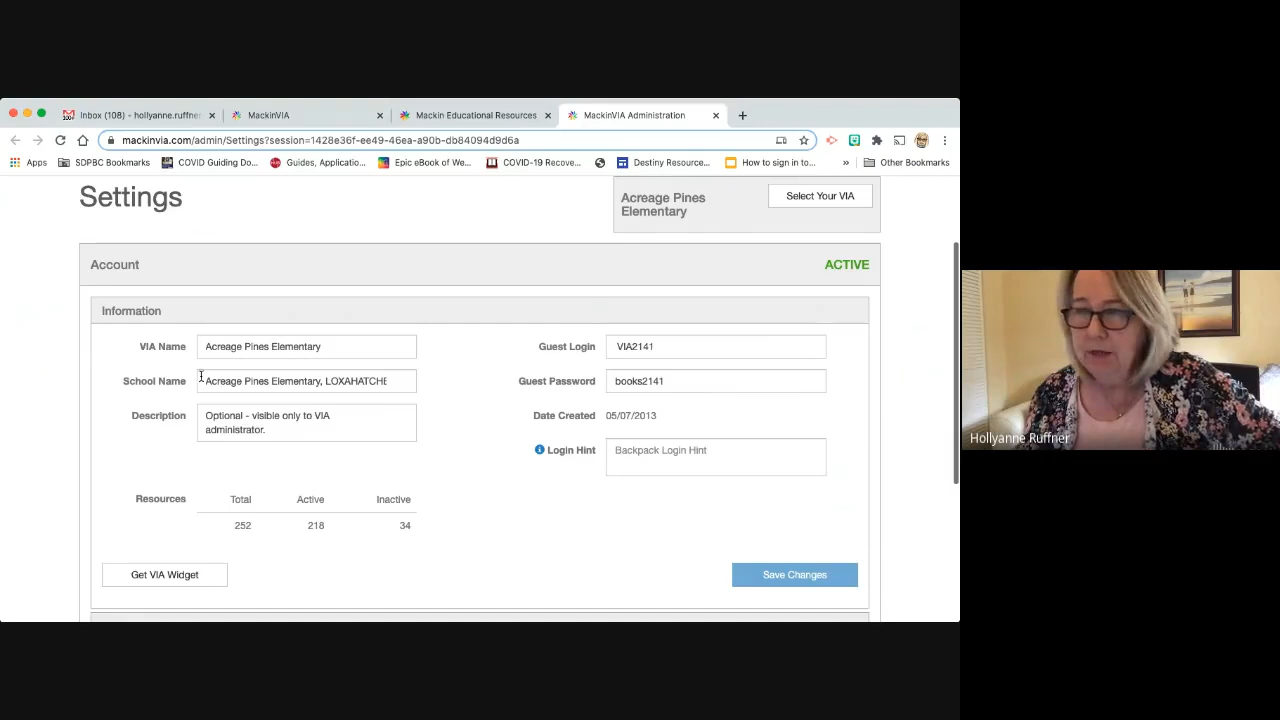 Inbox (108) - hollyanne.ruffner
MackinVIA
Mackin Educational Resources
MackinVIA Administration
mackinvia.com/admin/Settings?session=1428e36f-ee49-46ea-a90b-db84094d9d6a
Apps
SDPBC Bookmarks
COVID Guiding Do...
Guides, Applicatio...
Epic eBook of We...
COVID-19 Recove...
Destiny Resource...
How to sign in to...
»
Other Bookmarks
Settings
Acreage Pines
Elementary
Select Your VIA
Account
ACTIVE
Information
VIA Name
Acreage Pines Elementary
Guest Login
VIA2141
School Name
Acreage Pines Elementary, LOXAHATCHE
Guest Password
books2141
Description
Optional - visible only to VIA
administrator.
Date Created
05/07/2013
Login Hint
Backpack Login Hint
Resources
Total
Active
Inactive
252
218
34
Get VIA Widget
Save Changes
Hollyanne Ruffner